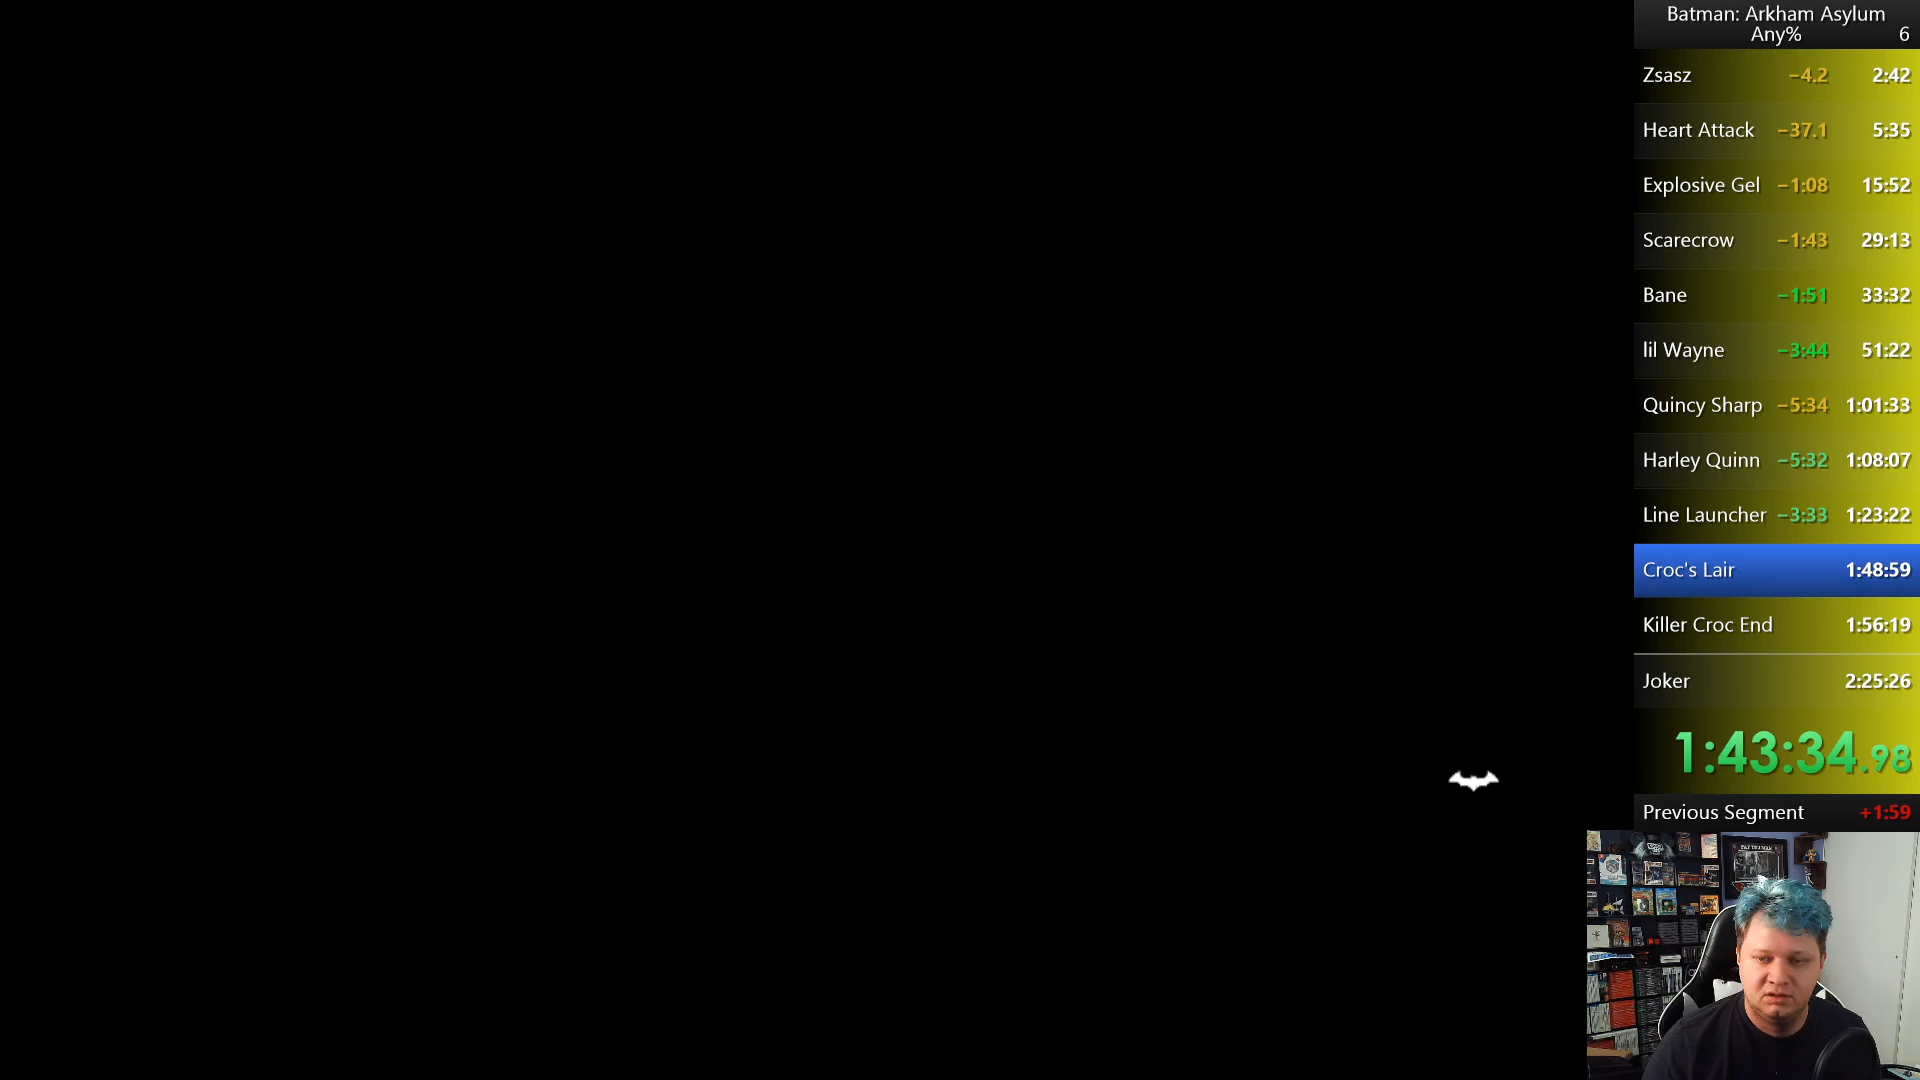 Batman: Arkham Asylum
Any% 6
Zsasz −4.2 2:42
Heart Attack −37.1 5:35
Explosive Gel −1:08 15:52
Scarecrow −1:43 29:13
Bane −1:51 33:32
lil Wayne −3:44 51:22
Quincy Sharp −5:34 1:01:33
Harley Quinn −5:32 1:08:07
Line Launcher −3:33 1:23:22
Croc's Lair 1:48:59
Killer Croc End 1:56:19
Joker 2:25:26
1:43:34.98
Previous Segment +1:59